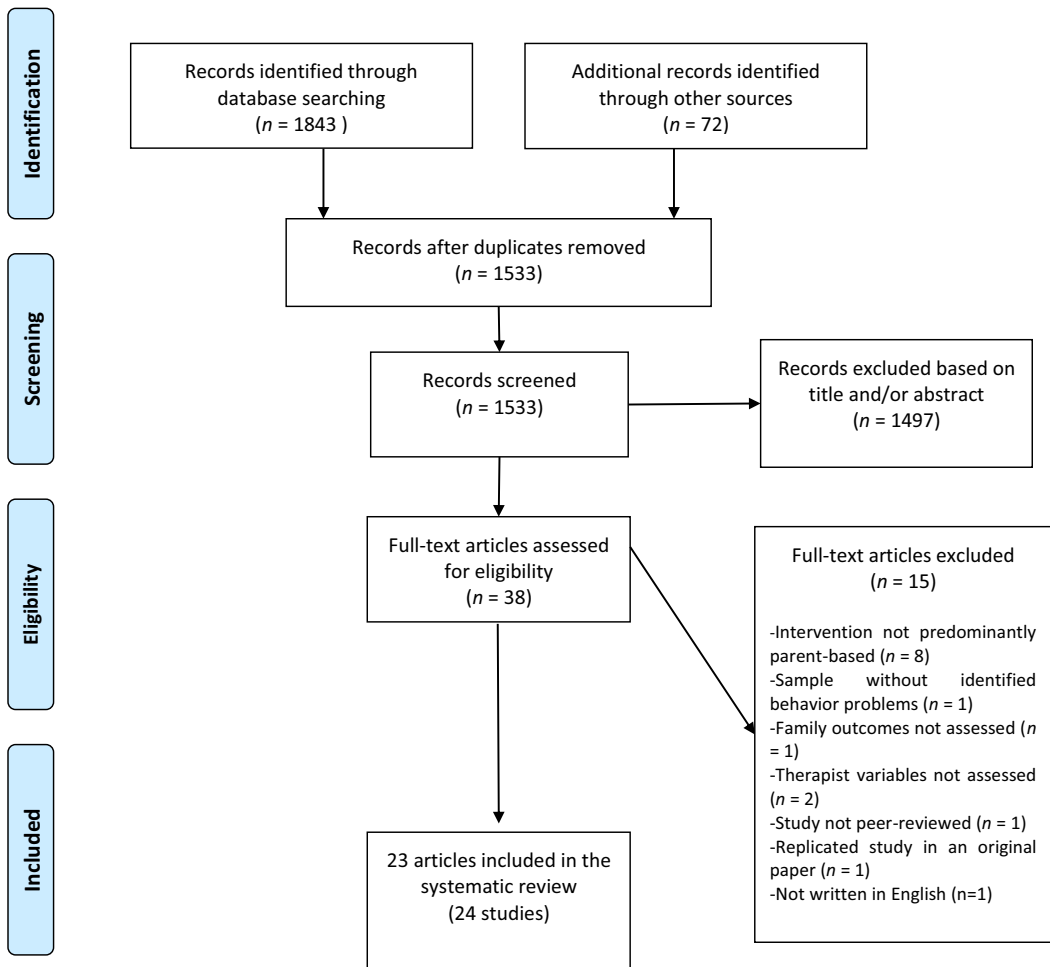 Identification
Records identified through
database searching
(n = 1843 )
Additional records identified
through other sources
(n = 72)
Screening
Records after duplicates removed
(n = 1533)
Records screened
(n = 1533)
Records excluded based on
title and/or abstract
(n = 1497)
Eligibility
Full-text articles assessed
for eligibility
(n = 38)
Full-text articles excluded
(n = 15)
-Intervention not predominantly
parent-based (n = 8)
-Sample without identified
behavior problems (n = 1)
-Family outcomes not assessed (n
= 1)
-Therapist variables not assessed
(n = 2)
-Study not peer-reviewed (n = 1)
-Replicated study in an original
paper (n = 1)
-Not written in English (n=1)
Included
23 articles included in the
systematic review
(24 studies)